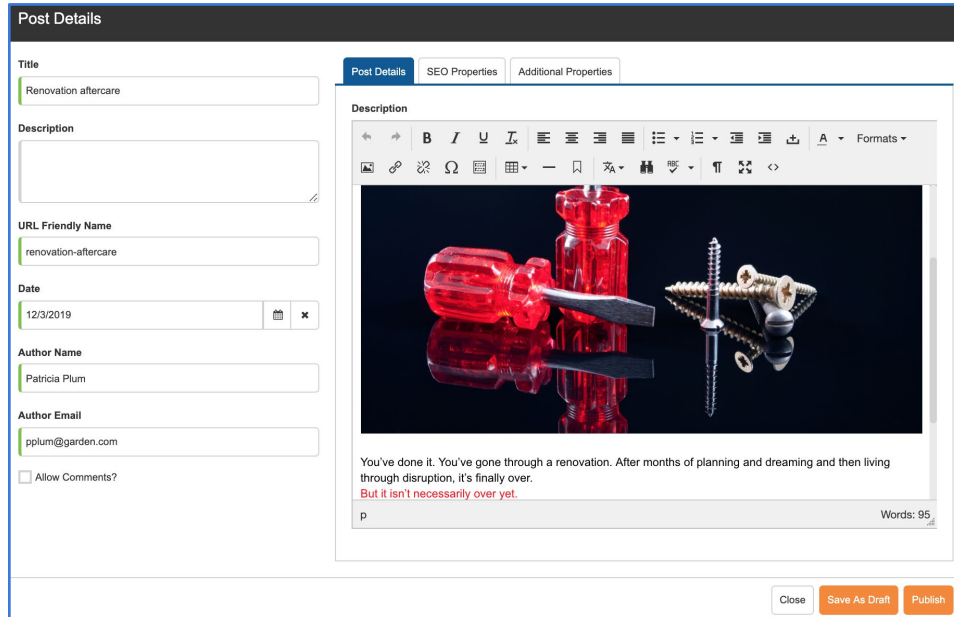 Post Details
Title
Renovation aftercare
Description
URL Friendly Name
renovation-aftercare
Date
12/3/2019
Author Name
Patricia Plum
Author Email
pplum@garden.com
Allow Comments?
Post Details SEO Properties Additional Properties
Description
B I U Ix A Formats
Ω ABC ¶ <>
You’ve done it. You’ve gone through a renovation. After months of planning and dreaming and then living
through disruption, it’s finally over.
But it isn’t necessarily over yet.
p Words: 95
Close Save As Draft Publish